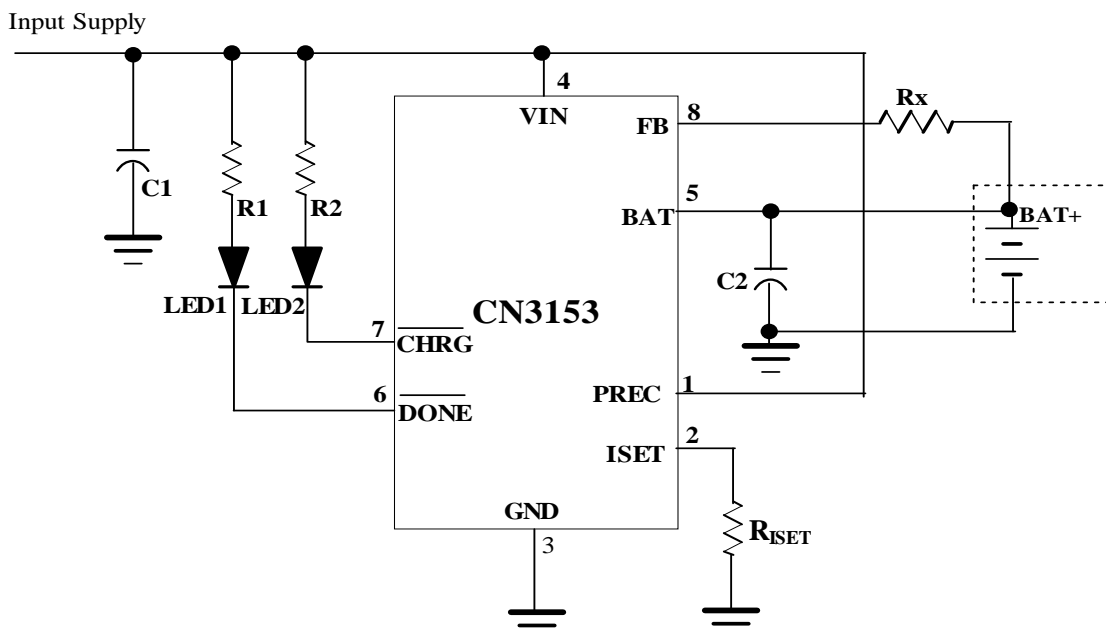 Input Supply
4
VIN
8
FB
Rx
C1
R1
R2
5
BAT
BAT+
C2
LED1
LED2
CN3153
7
CHRG
6
DONE
PREC
1
ISET
2
GND
3
RISET